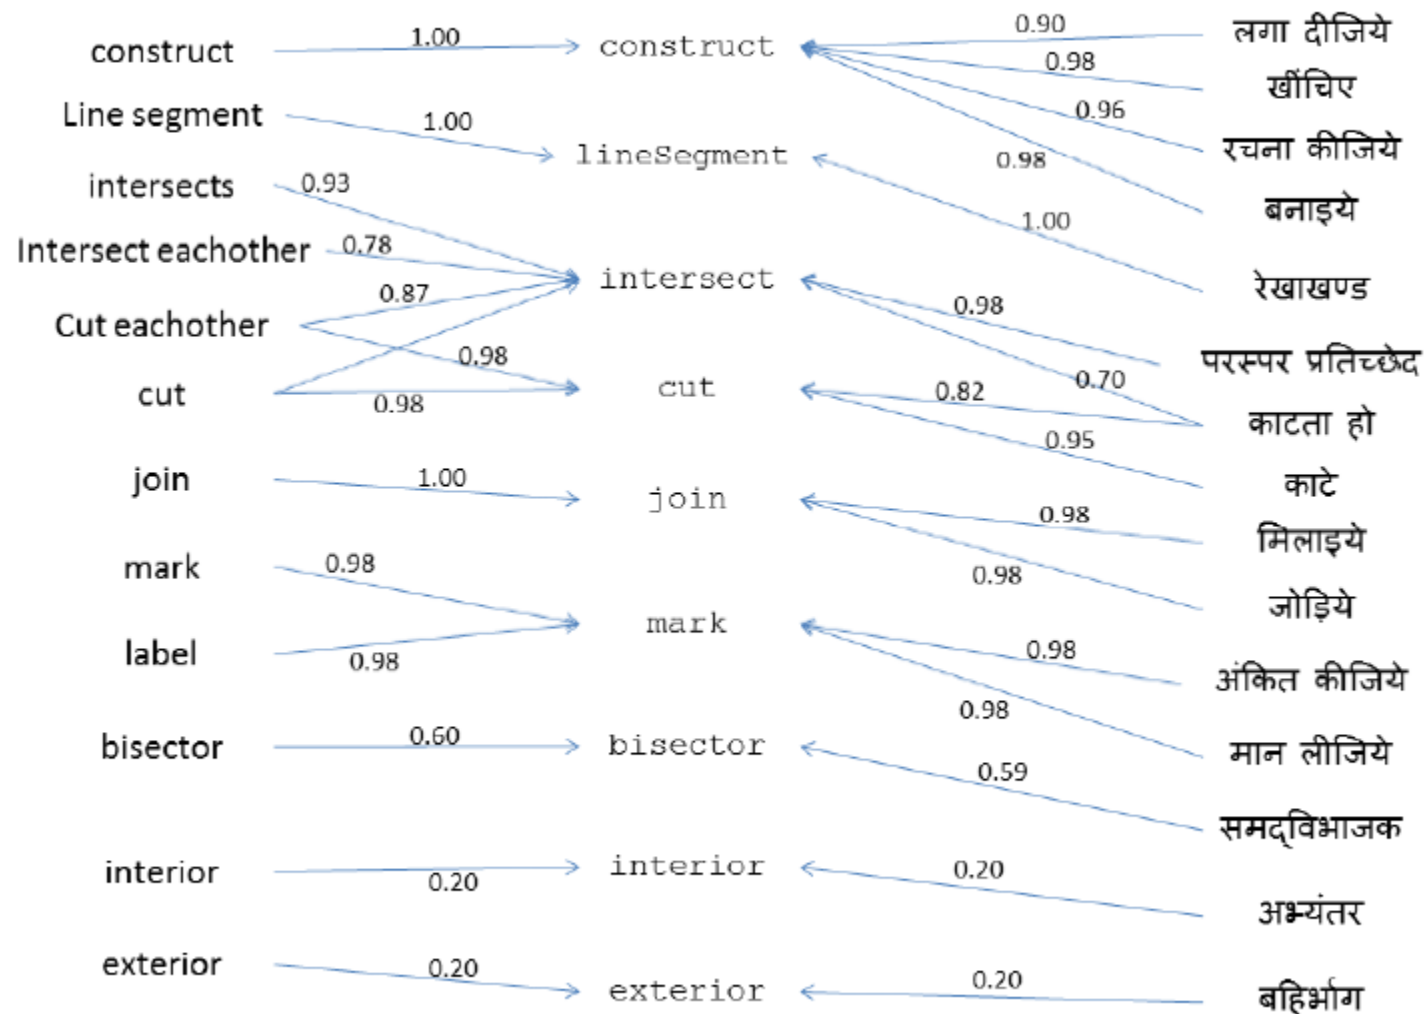 construct
Line segment
intersects
Intersect eachother
Cut eachother
cut
join
mark
label
bisector
interior
exterior
1.00
1.00
0.93
0.78
0.87
0.98
0.98
1.00
0.98
0.98
0.60
0.20
0.20
construct
lineSegment
intersect
cut
join
mark
bisector
interior
exterior
0.90
0.98
0.96
0.98
1.00
0.98
0.70
0.82
0.95
0.98
0.98
0.98
0.98
0.59
0.20
0.20
लगा दीजिये
खींचिए
रचना कीजिये
बनाइये
रेखाखण्ड
परस्पर प्रतिच्छेद
काटता हो
काटे
मिलाइये
जोड़िये
अंकित कीजिये
मान लीजिये
समद्विभाजक
अभ्यंतर
बहिर्भाग